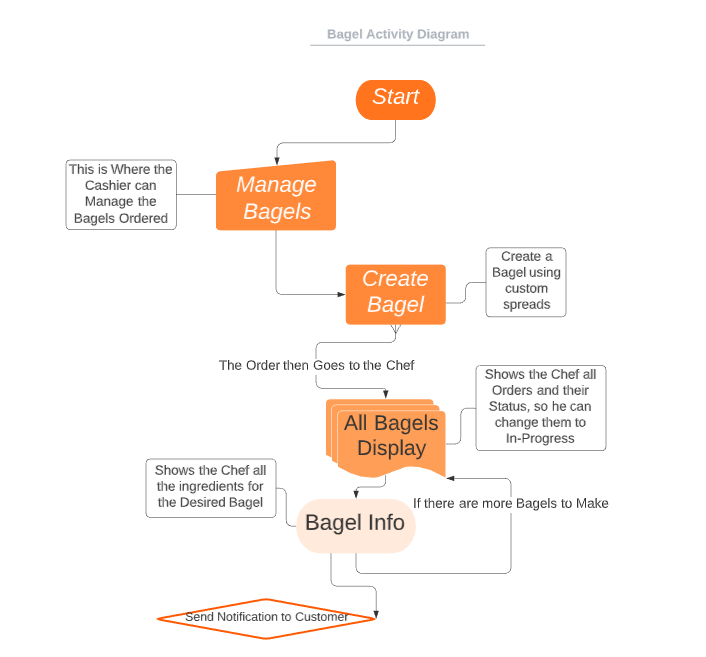 Bagel Activity Diagram
Start
This is Where the
Cashier can
Manage the
Bagels Ordered
Manage
Bagels
Create
Bagel
Create a
Bagel using
custom
spreads
The Order then Goes to the Chef
Shows the Chef all
Orders and their
Status, so he can
change them to
In-Progress
All Bagels
Display
Shows the Chef all
the ingredients for
the Desired Bagel
If there are more Bagels to Make
Bagel Info
Send Notification to Customer